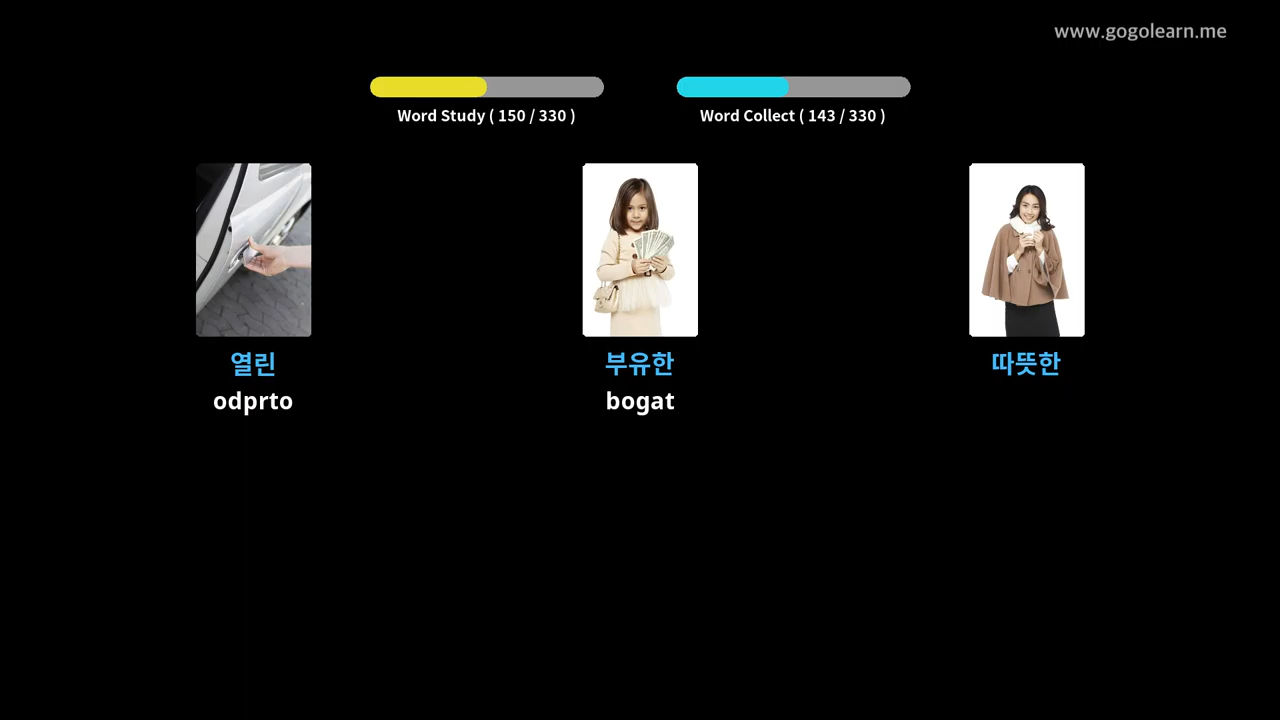 www.gogolearn.me
Word Study ( 150 / 330 )
Word Collect ( 143 / 330 )
열린
odprto
부유한
bogat
따뜻한